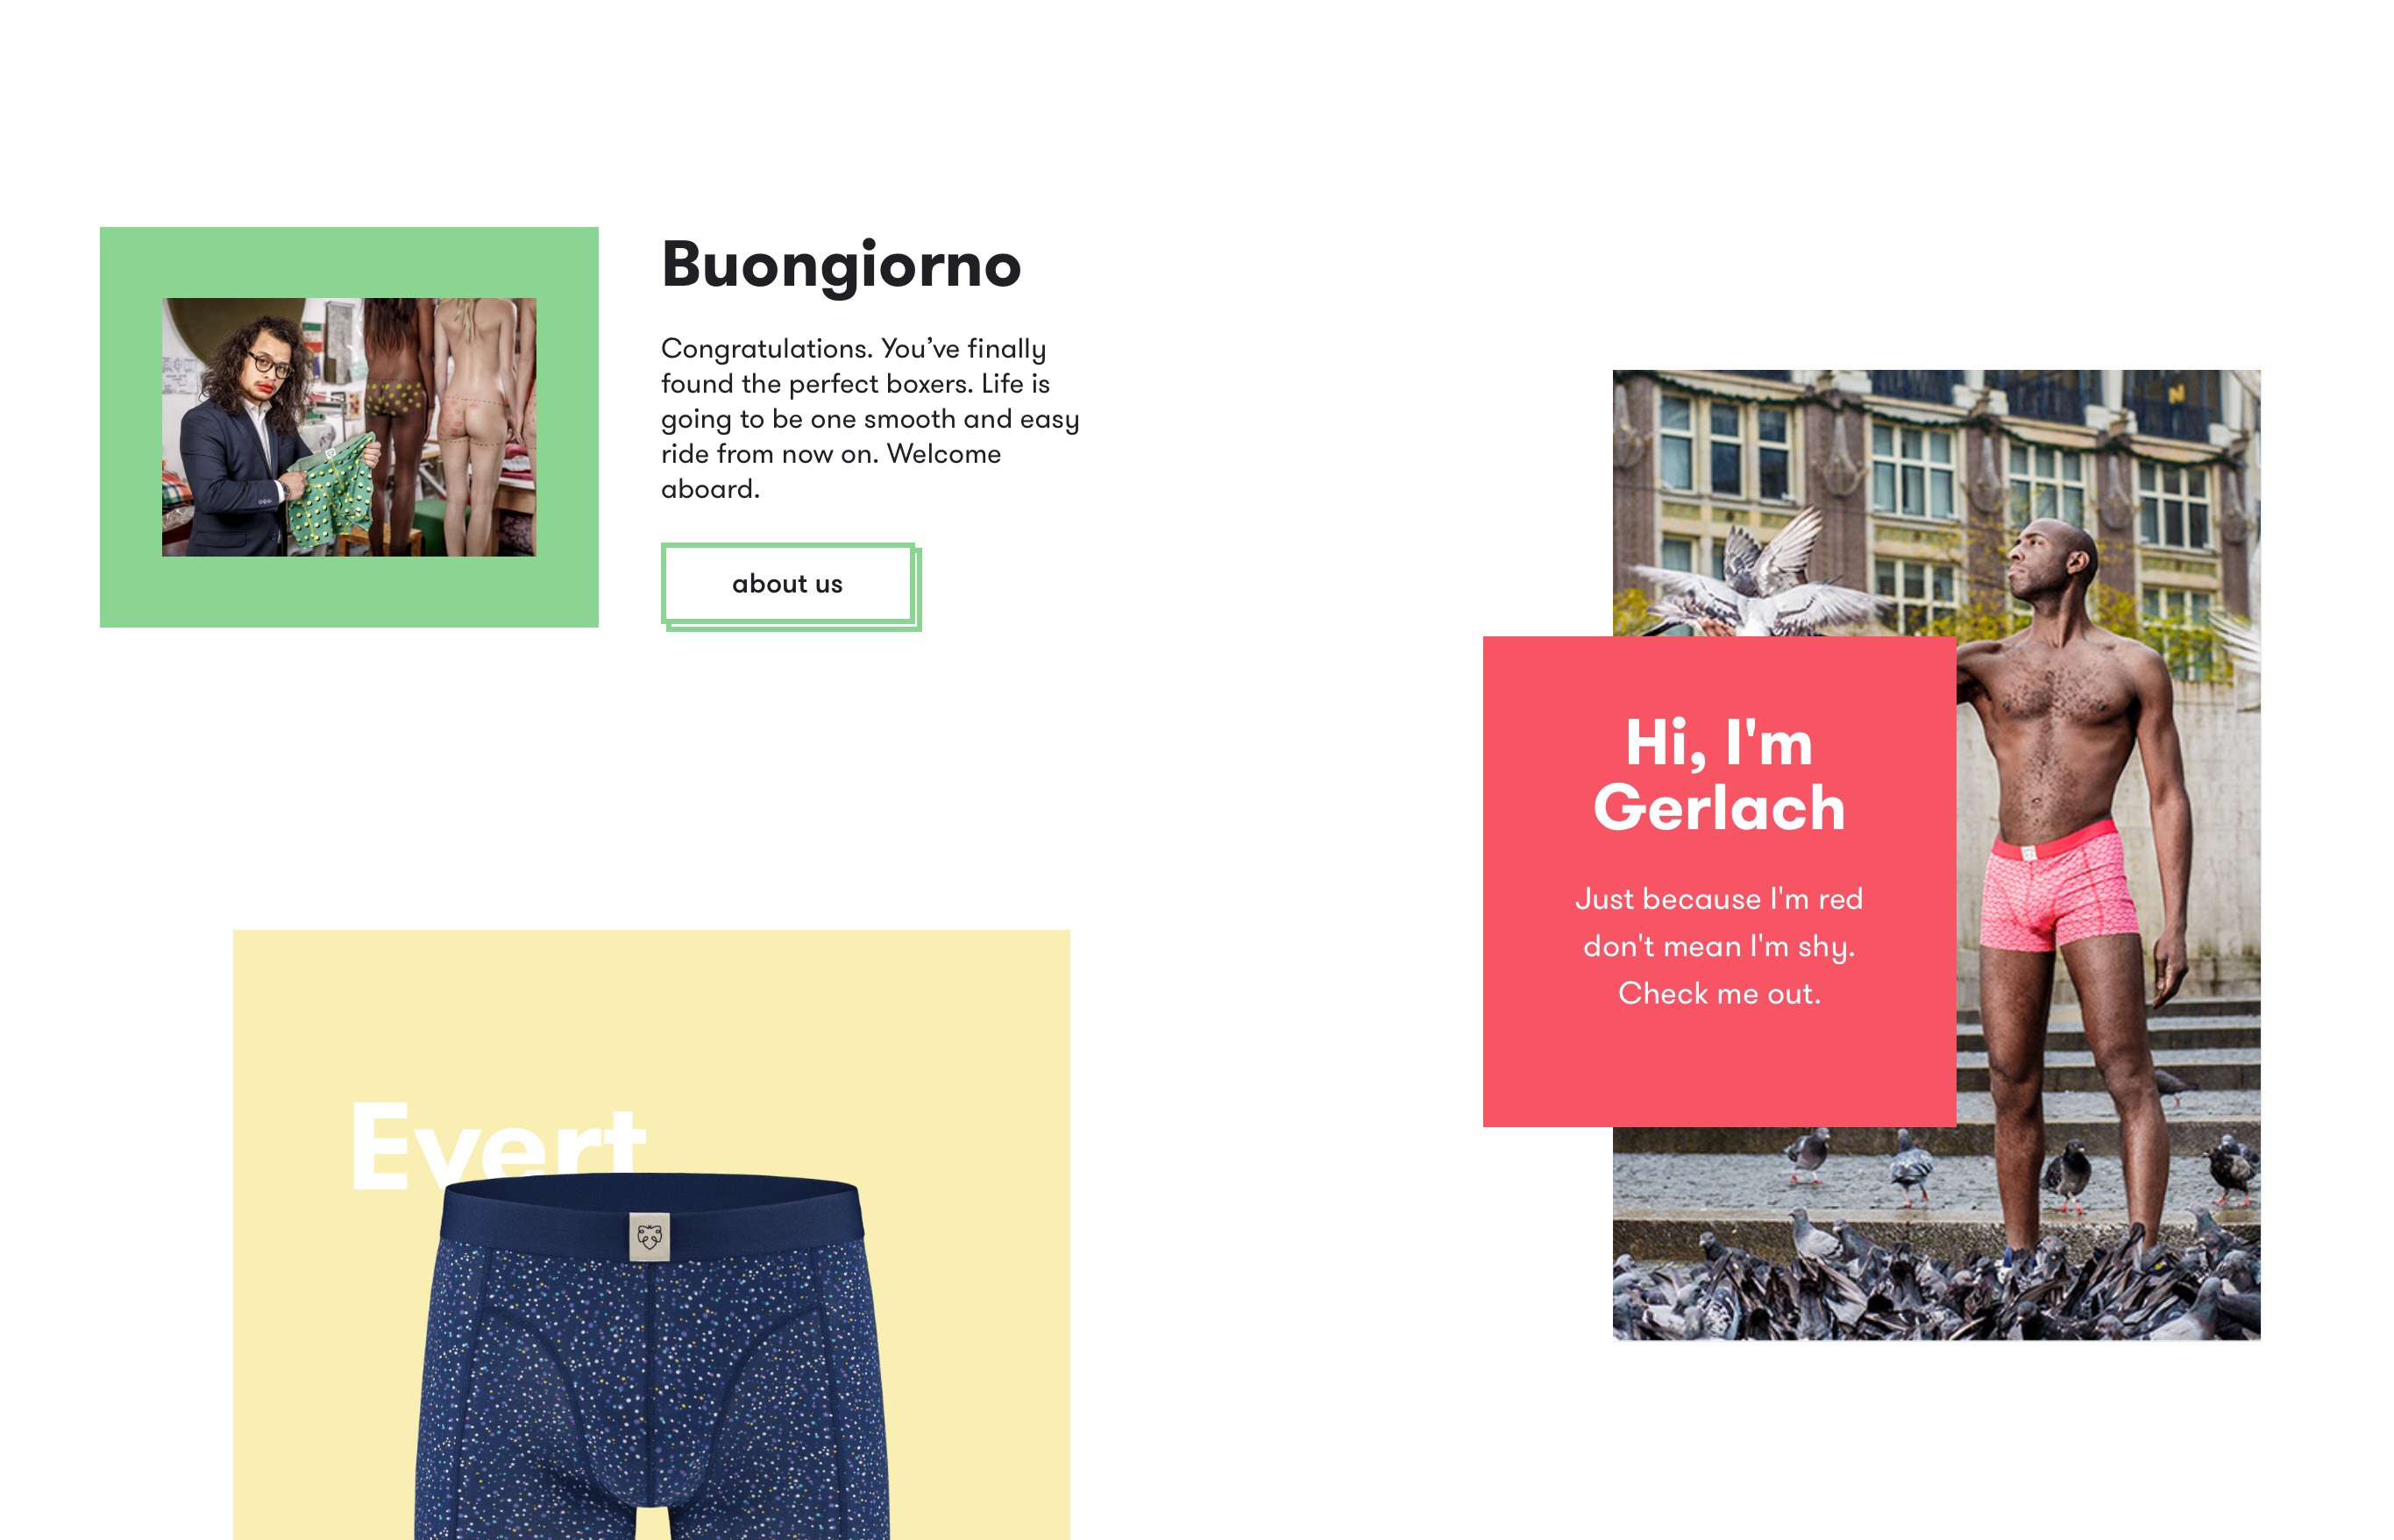 Buongiorno
Congratulations. You’ve finally
found the perfect boxers. Life is
going to be one smooth and easy
ride from now on. Welcome
aboard.
about us
Hi, I'm
Gerlach
Just because I'm red
don't mean I'm shy.
Check me out.
Evert